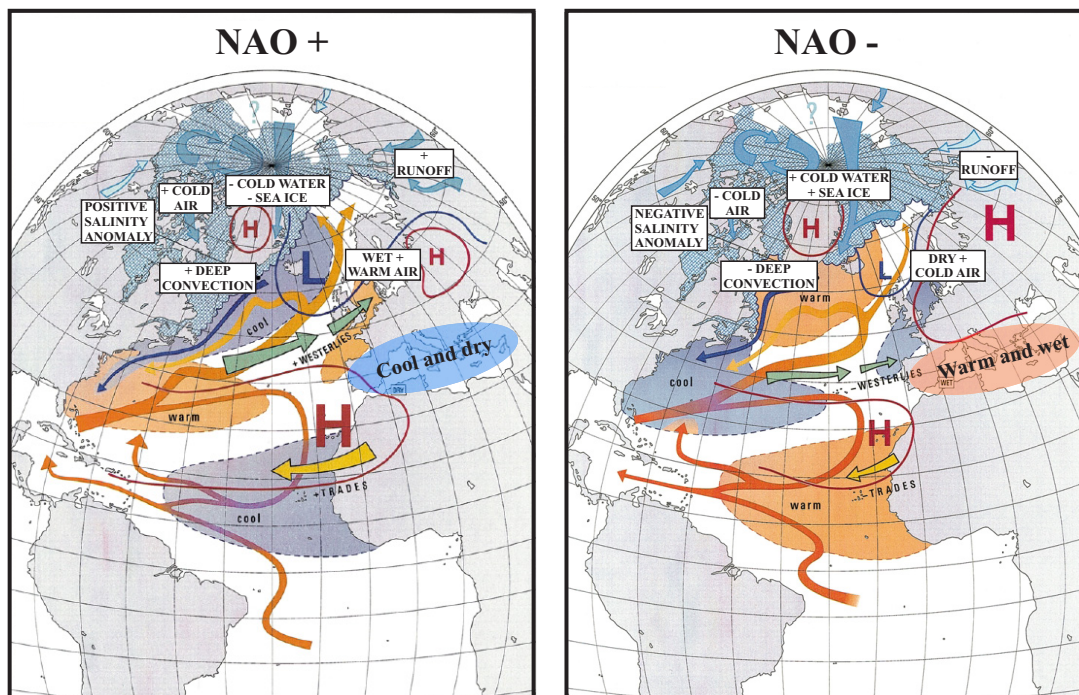 NAO +
?
+ COLD
AIR
- COLD WATER
- SEA ICE
+
RUNOFF
POSITIVE
SALINITY
ANOMALY
H
WET +
WARM AIR
H
+ DEEP
CONVECTION
L
cool
+WESTERLIES
Cool and dry
DRY
warm
H
+TRADES
cool
NAO -
?
- COLD
AIR
+ COLD WATER
+ SEA ICE
-
RUNOFF
NEGATIVE
SALINITY
ANOMALY
H
H
DRY +
COLD AIR
- DEEP
CONVECTION
L
warm
cool
-WESTERLIES
Warm and wet
WET
H
-TRADES
warm